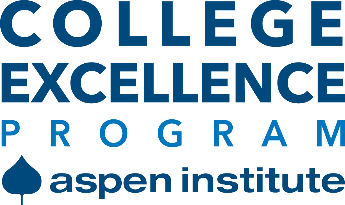 COLLEGE
EXCELLENCE
PROGRAM
aspen institute